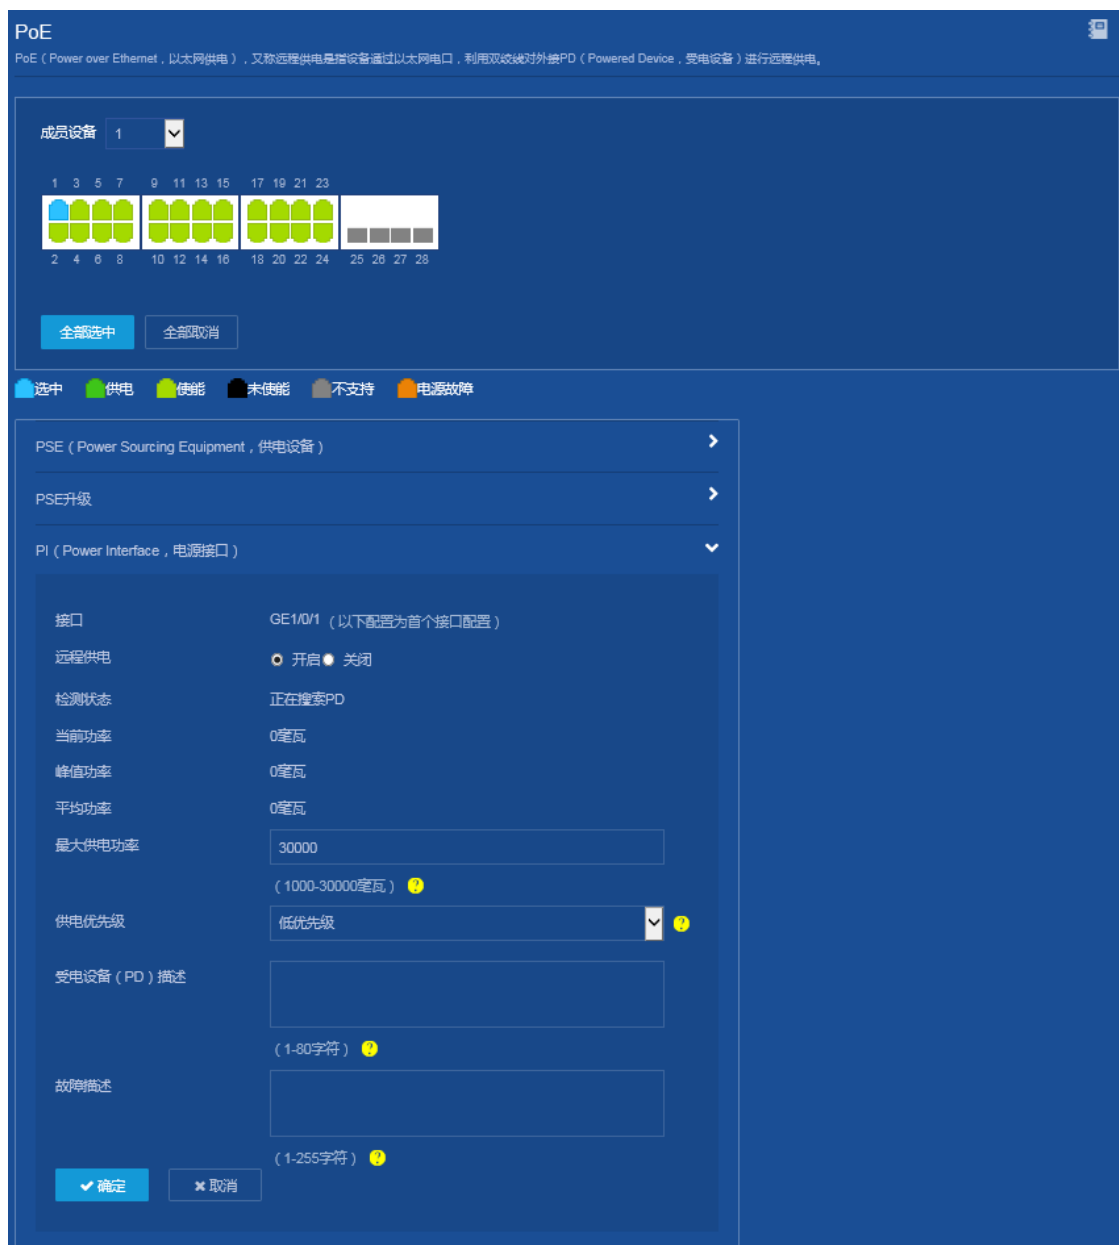 PoE
PoE（Power over Ethernet，以太网供电），又称远程供电是指设备通过以太网电口，利用双绞线对外接PD（Powered Device，受电设备）进行远程供电。
成员设备 1
1 3 5 7 9 11 13 15 17 19 21 23
2 4 6 8 10 12 14 16 18 20 22 24 25 26 27 28
全部选中 全部取消
选中 供电 使能 未使能 不支持 电源故障
PSE（Power Sourcing Equipment，供电设备）
PSE升级
PI（Power Interface，电源接口）
接口 GE1/0/1（以下配置为首个接口配置）
远程供电 开启 关闭
检测状态 正在搜索PD
当前功率 0毫瓦
峰值功率 0毫瓦
平均功率 0毫瓦
最大供电功率 30000
（1000-30000毫瓦） ?
供电优先级 低优先级 ?
受电设备（PD）描述
（1-80字符） ?
故障描述
（1-255字符） ?
确定 取消